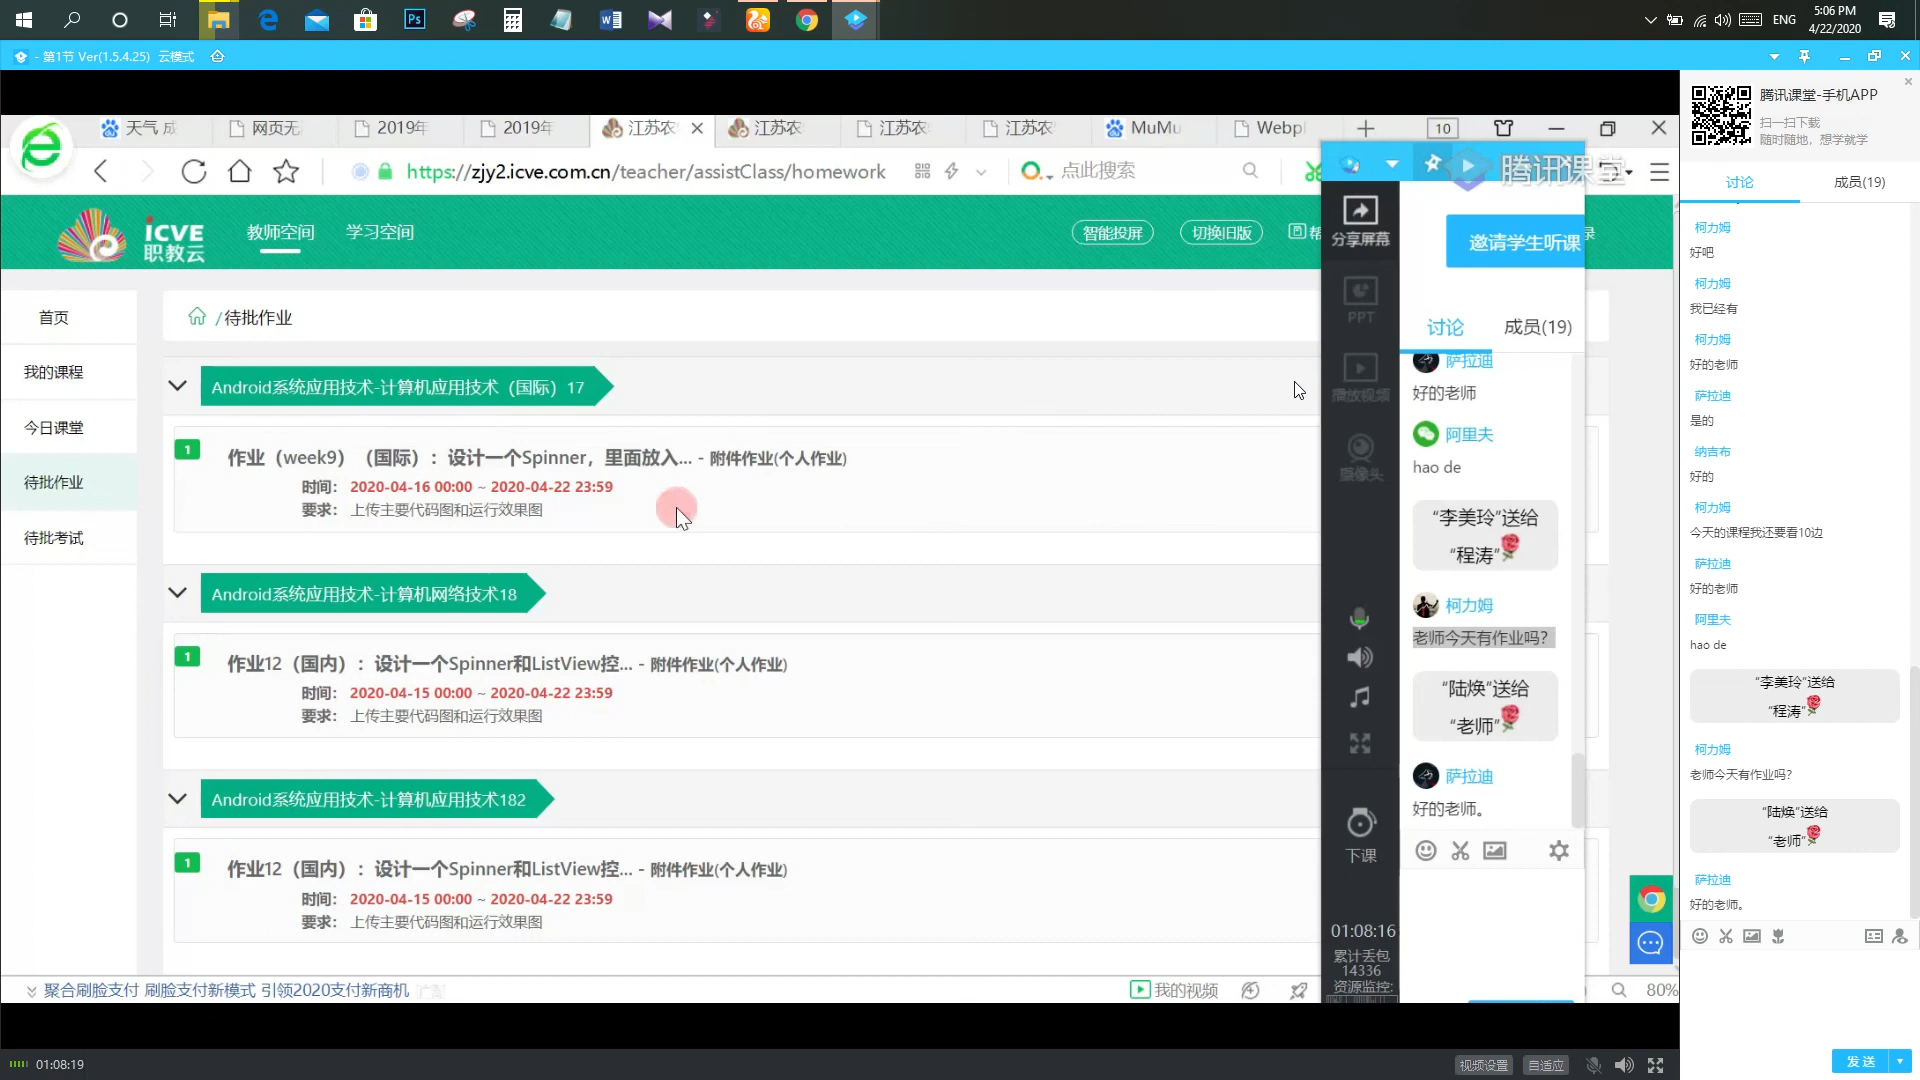 ENG
5:06 PM
4/22/2020
- 第1节 Ver(1.5.4.25) 云模式
天气 成
网页无
2019年
2019年
江苏农
江苏农
江苏农
江苏农
MuMu
Webpl
10
https://zjy2.icve.com.cn/teacher/assistClass/homework
点此搜索
腾讯课堂
iCVE
职教云
教师空间
学习空间
智能投屏
切换旧版
首页
我的课程
今日课堂
待批作业
待批考试
/待批作业
Android系统应用技术-计算机应用技术（国际）17
1
作业（week9）（国际）：设计一个Spinner，里面放入... - 附件作业(个人作业)
时间： 2020-04-16 00:00 ~ 2020-04-22 23:59
要求： 上传主要代码图和运行效果图
Android系统应用技术-计算机网络技术18
1
作业12（国内）：设计一个Spinner和ListView控... - 附件作业(个人作业)
时间： 2020-04-15 00:00 ~ 2020-04-22 23:59
要求： 上传主要代码图和运行效果图
Android系统应用技术-计算机应用技术182
1
作业12（国内）：设计一个Spinner和ListView控... - 附件作业(个人作业)
时间： 2020-04-15 00:00 ~ 2020-04-22 23:59
要求： 上传主要代码图和运行效果图
聚合刷脸支付 刷脸支付新模式 引领2020支付新商机
广告
我的视频
80%
分享屏幕
PPT
播放视频
摄像头
下课
01:08:16
累计丢包
14336
资源监控:
邀请学生听课
讨论
成员(19)
萨拉迪
好的老师
阿里夫
hao de
“李美玲”送给
“程涛”
柯力姆
老师今天有作业吗？
“陆焕”送给
“老师”
萨拉迪
好的老师。
腾讯课堂-手机APP
扫一扫下载
随时随地，想学就学
讨论
成员(19)
柯力姆
好吧
柯力姆
我已经有
柯力姆
好的老师
萨拉迪
是的
纳吉布
好的
柯力姆
今天的课程我还要看10边
萨拉迪
好的老师
阿里夫
hao de
“李美玲”送给
“程涛”
柯力姆
老师今天有作业吗？
“陆焕”送给
“老师”
萨拉迪
好的老师。
发送
01:08:19
视频设置
自适应